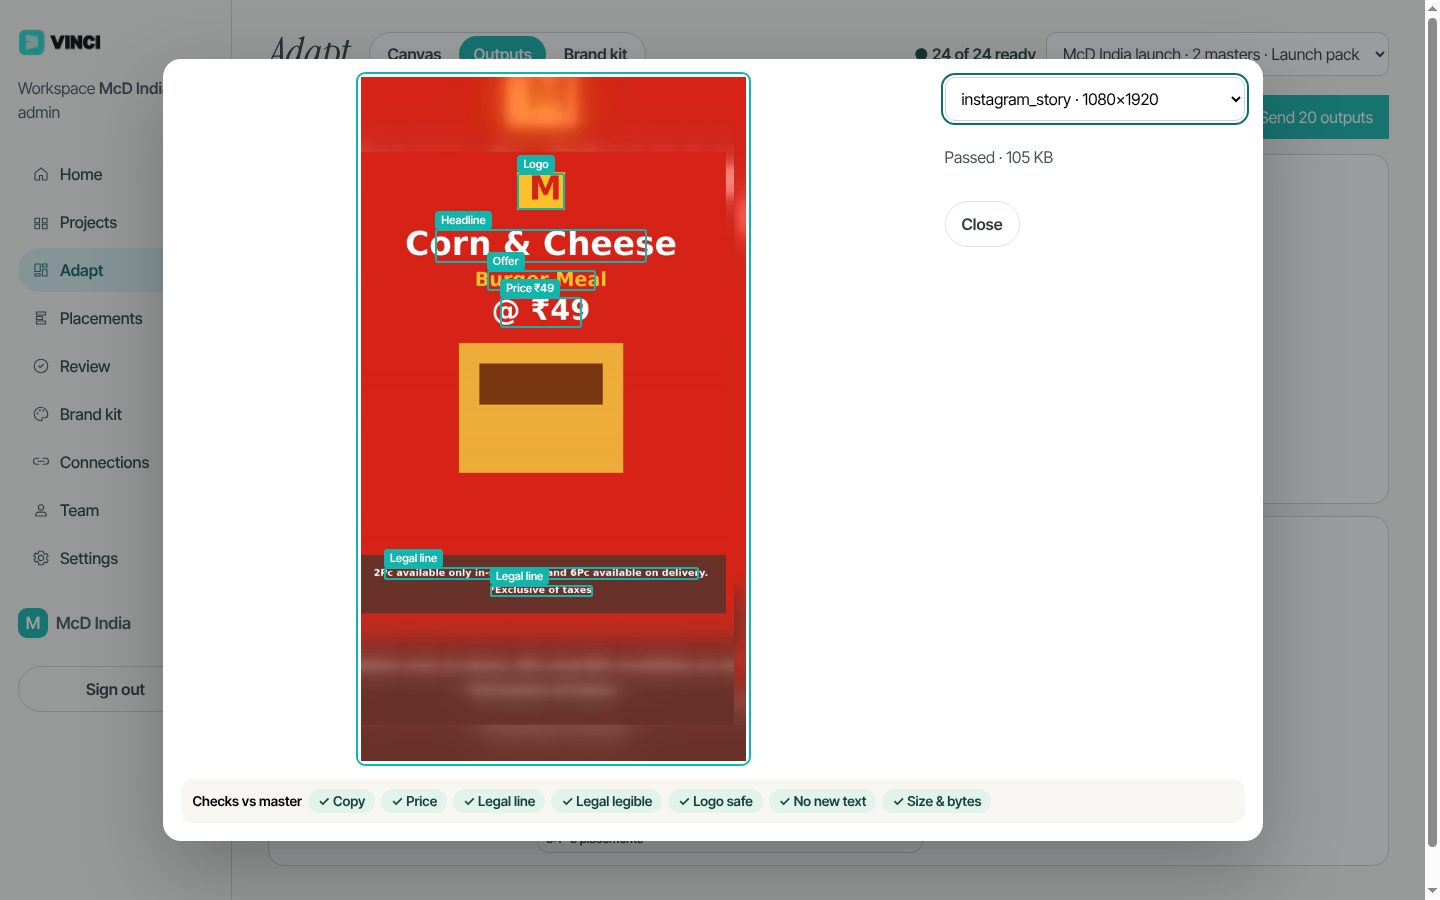 VINCI
Workspace McD Indi
admin
Home
Projects
Adapt
Placements
Review
Brand kit
Connections
Team
Settings
M McD India
Sign out
Adapt
Canvas
Outputs
Brand kit
24 of 24 ready
McD India launch · 2 masters · Launch pack
Send 20 outputs
instagram_story · 1080×1920
Passed · 105 KB
Close
Logo
M
Headline
Corn & Cheese
Offer
Burger Meal
Price ₹49
@ ₹49
Legal line
2Pc available only in- and 6Pc available on delivery.
Legal line
*Exclusive of taxes
Checks vs master
✓ Copy
✓ Price
✓ Legal line
✓ Legal legible
✓ Logo safe
✓ No new text
✓ Size & bytes